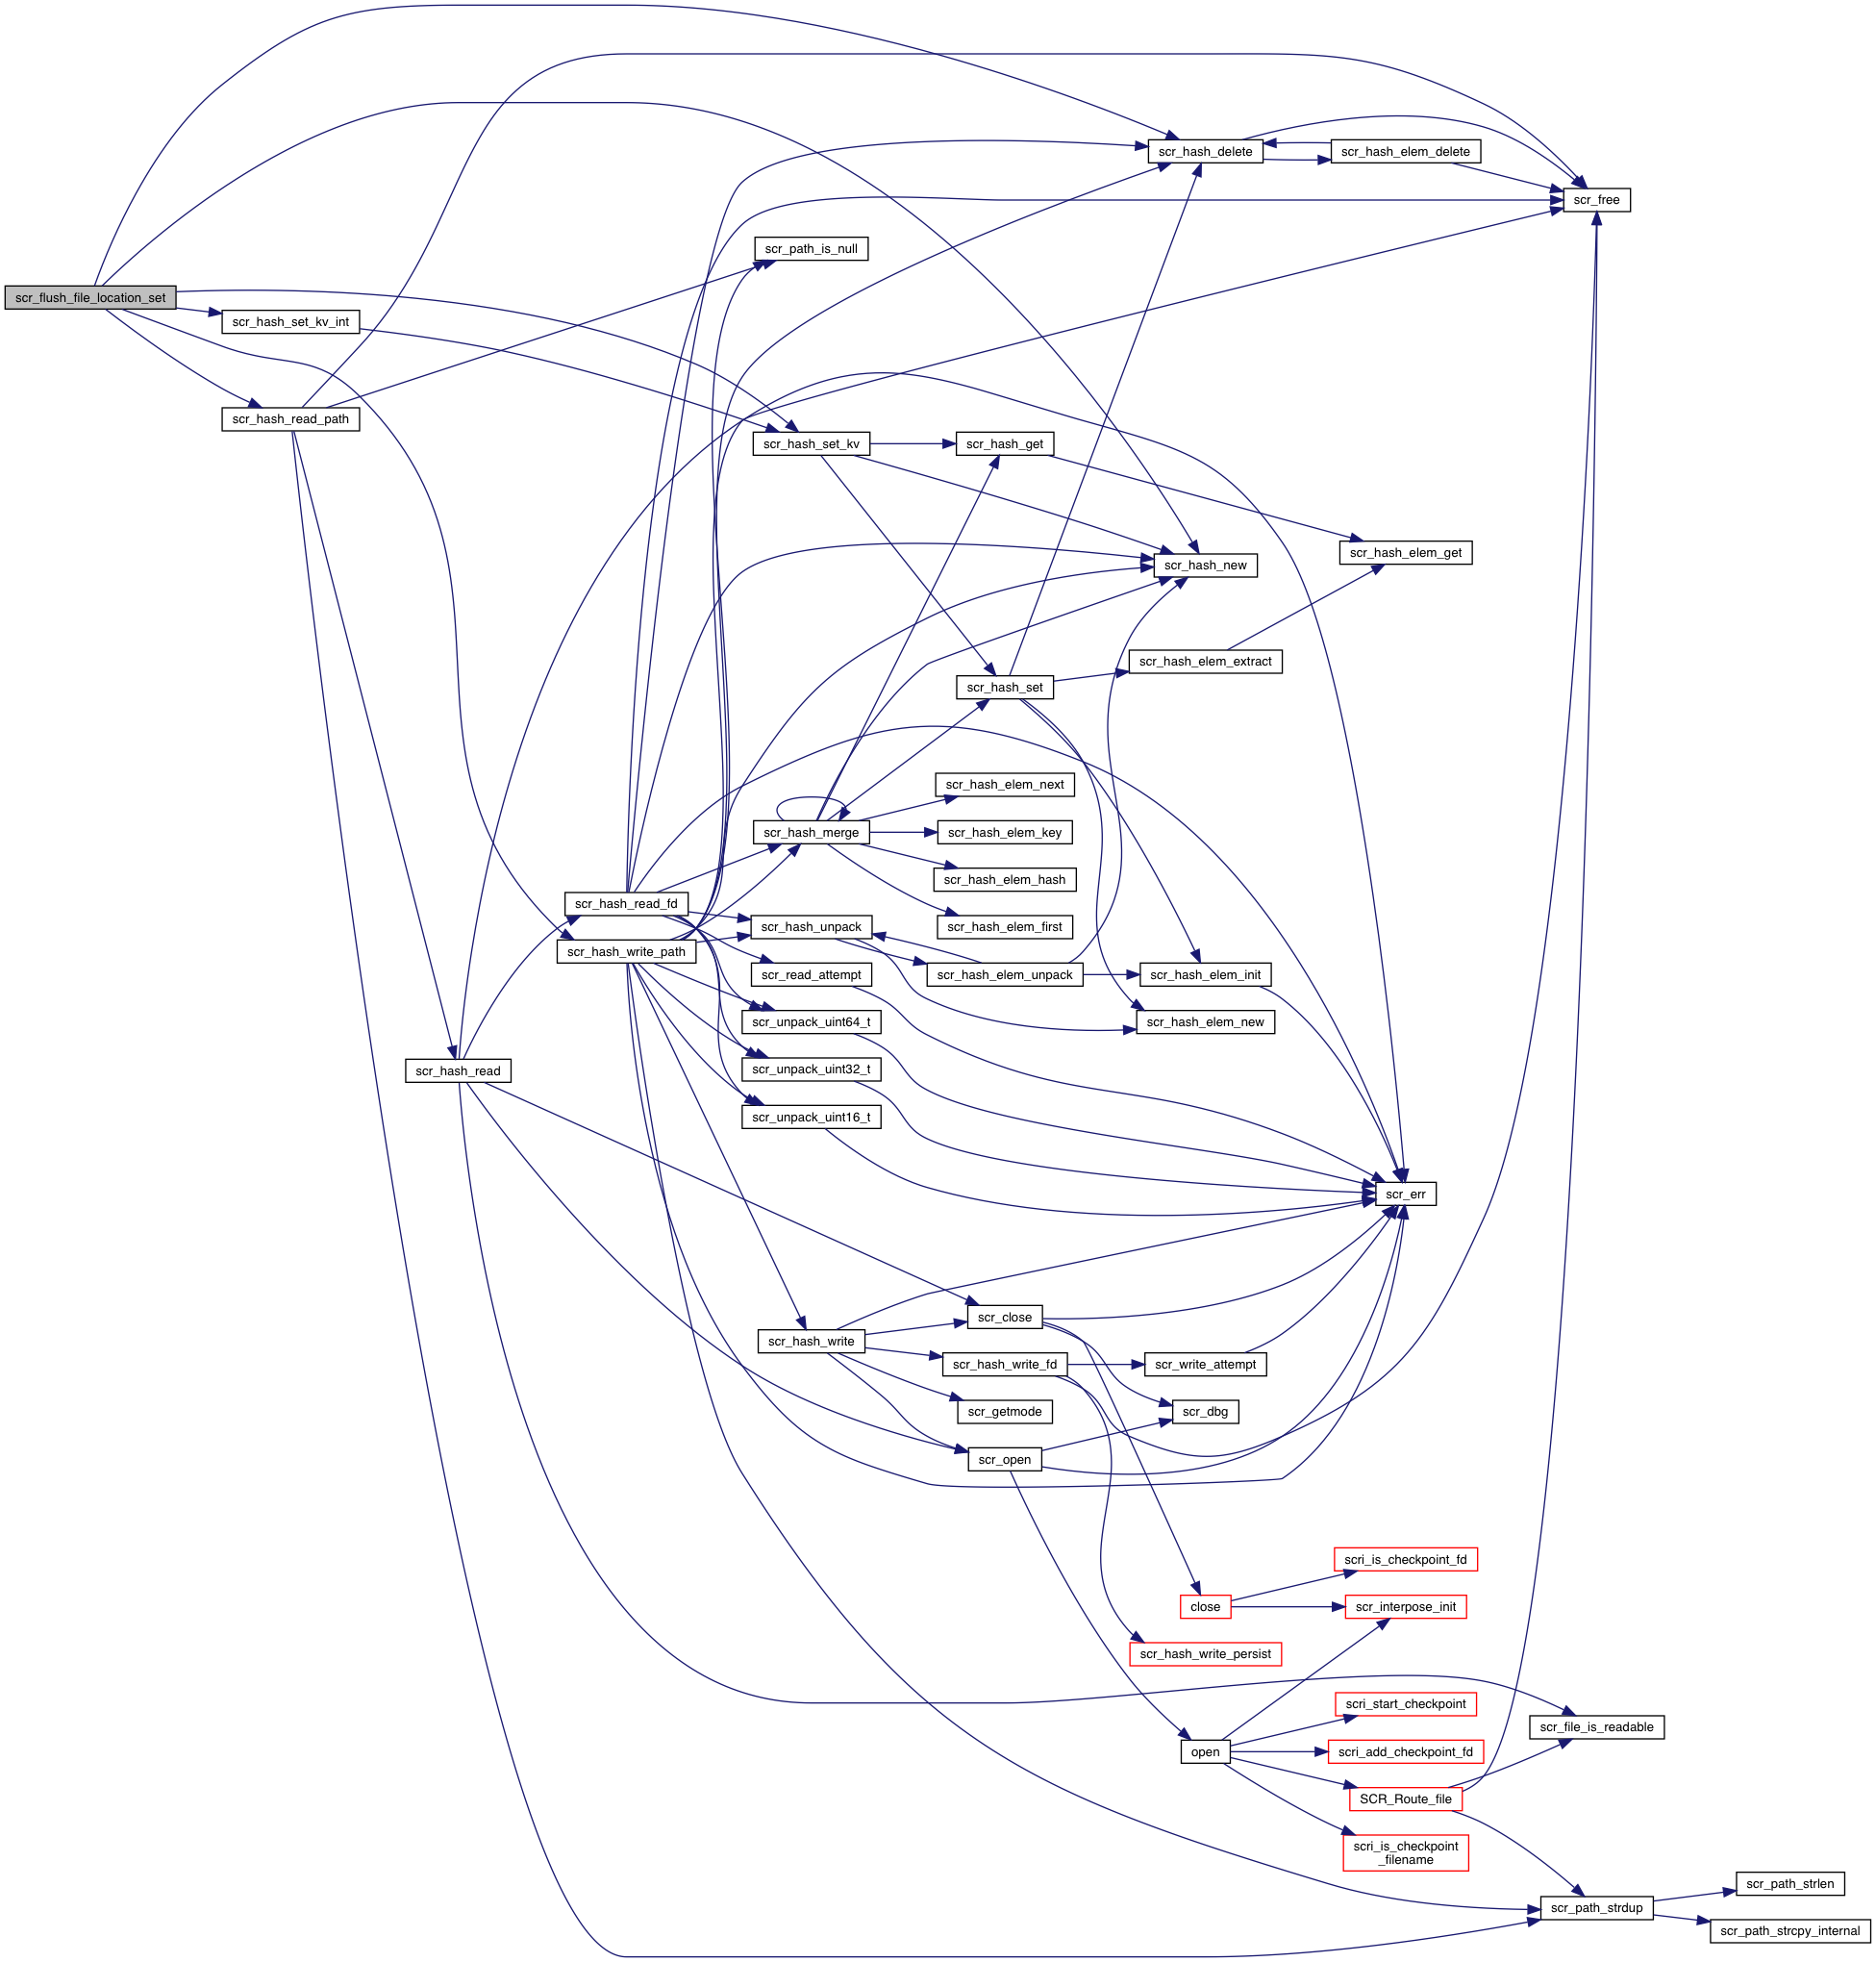 scr_flush_file_location_set
scr_hash_set_kv_int
scr_hash_read_path
scr_hash_read
scr_hash_read_fd
scr_hash_write_path
scr_path_is_null
scr_hash_set_kv
scr_hash_merge
scr_hash_unpack
scr_read_attempt
scr_unpack_uint64_t
scr_unpack_uint32_t
scr_unpack_uint16_t
scr_hash_write
scr_hash_get
scr_hash_set
scr_hash_elem_next
scr_hash_elem_key
scr_hash_elem_hash
scr_hash_elem_first
scr_hash_elem_unpack
scr_close
scr_hash_write_fd
scr_getmode
scr_open
scr_hash_delete
scr_hash_new
scr_hash_elem_extract
scr_hash_elem_init
scr_hash_elem_new
scr_write_attempt
scr_dbg
close
scr_hash_write_persist
open
scr_hash_elem_delete
scr_hash_elem_get
scr_err
scri_is_checkpoint_fd
scr_interpose_init
scri_start_checkpoint
scri_add_checkpoint_fd
SCR_Route_file
scri_is_checkpoint
_filename
scr_free
scr_file_is_readable
scr_path_strdup
scr_path_strlen
scr_path_strcpy_internal